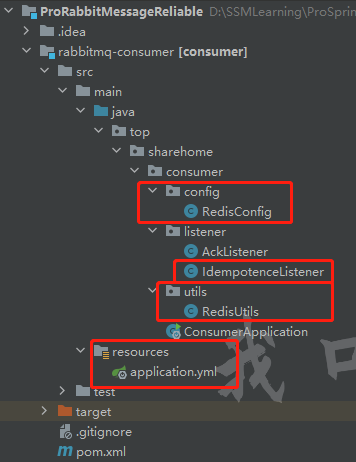 ProRabbitMessageReliable D:\SSMLearning\ProSprin
.idea
rabbitmq-consumer [consumer]
src
main
java
top
sharehome
consumer
config
RedisConfig
listener
AckListener
IdempotenceListener
utils
RedisUtils
ConsumerApplication
resources
application.yml
test
target
.gitignore
pom.xml
我